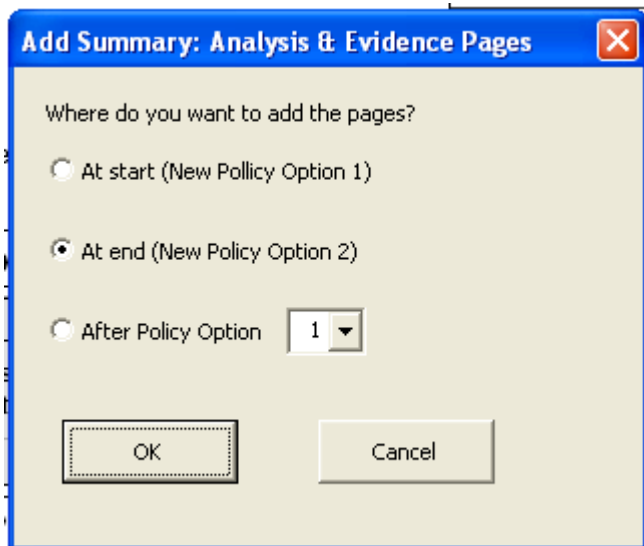 Add Summary: Analysis & Evidence Pages
Where do you want to add the pages?
At start (New Pollicy Option 1)
At end (New Policy Option 2)
After Policy Option 1
OK Cancel